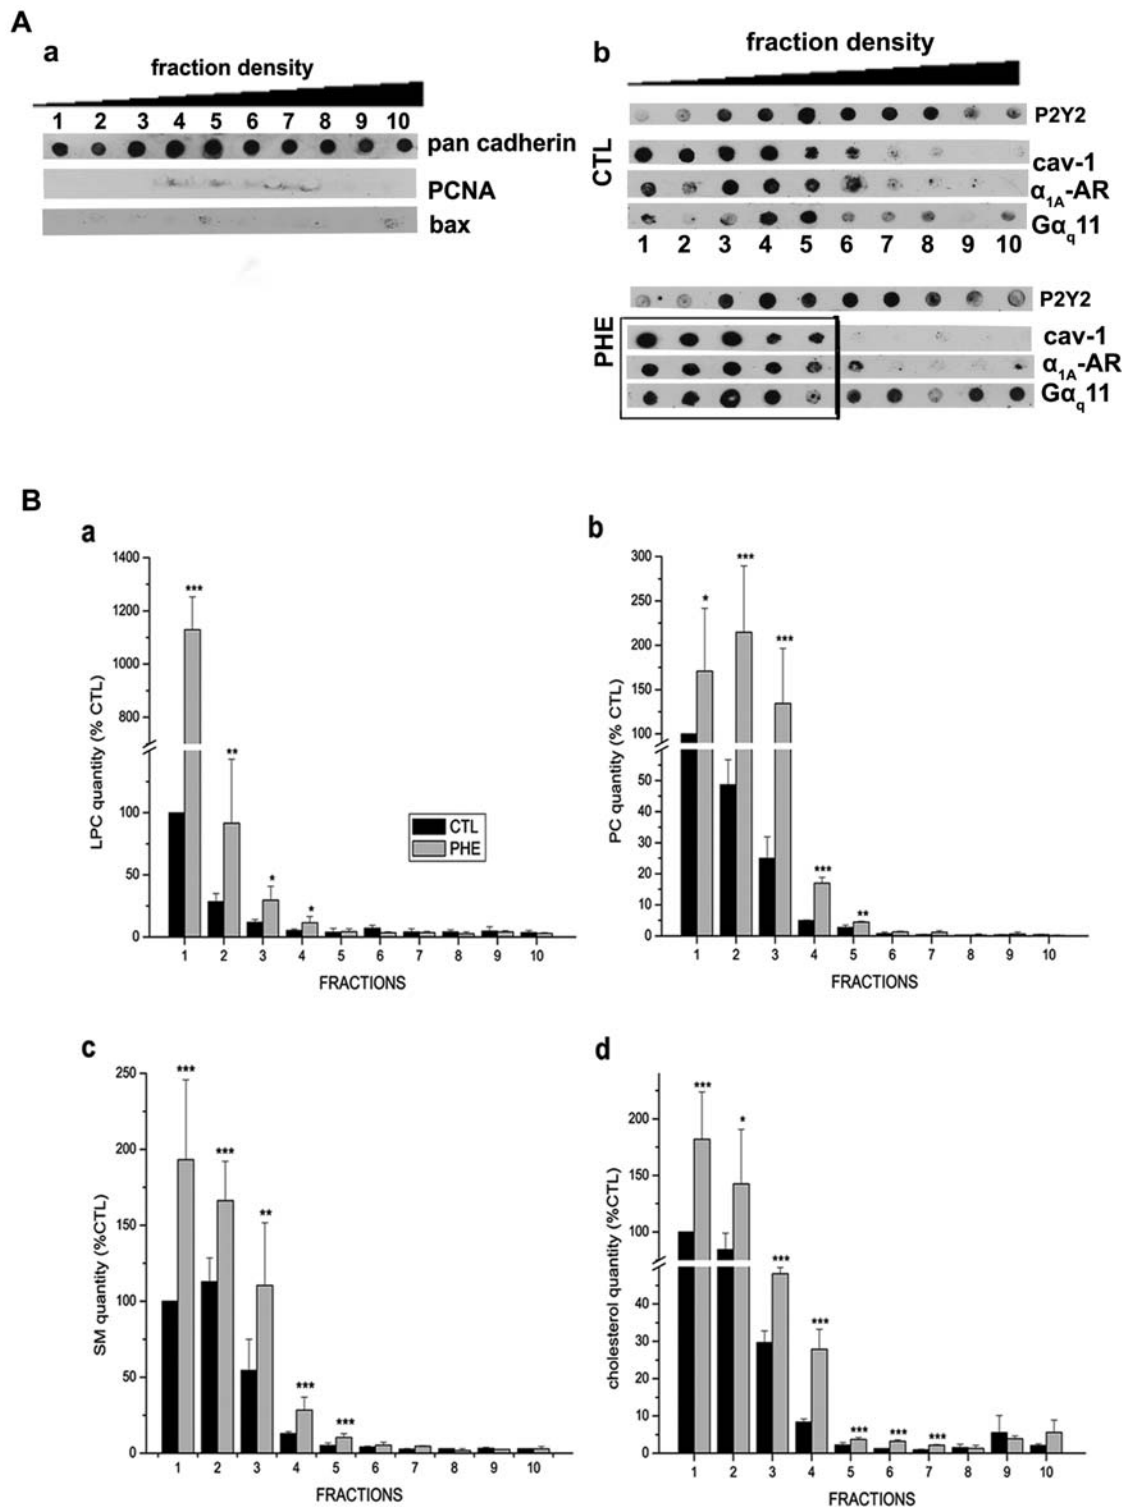 A
a
fraction density
1 2 3 4 5 6 7 8 9 10
pan cadherin
PCNA
bax
b
fraction density
CTL
P2Y2
cav-1
α1A-AR
Gαq11
1 2 3 4 5 6 7 8 9 10
PHE
P2Y2
cav-1
α1A-AR
Gαq11
B
a
LPC quantity (% CTL)
1400
1200
1000
800
100
50
0
***
**
*
*
CTL
PHE
1 2 3 4 5 6 7 8 9 10
FRACTIONS
b
PC quantity (% CTL)
300
250
200
150
100
50
40
30
20
10
0
*
***
***
***
**
1 2 3 4 5 6 7 8 9 10
FRACTIONS
c
SM quantity (%CTL)
250
200
150
100
50
0
***
***
**
***
***
1 2 3 4 5 6 7 8 9 10
FRACTIONS
d
cholesterol quantity (%CTL)
200
150
100
40
30
20
10
0
***
*
***
***
*** *** ***
1 2 3 4 5 6 7 8 9 10
FRACTIONS